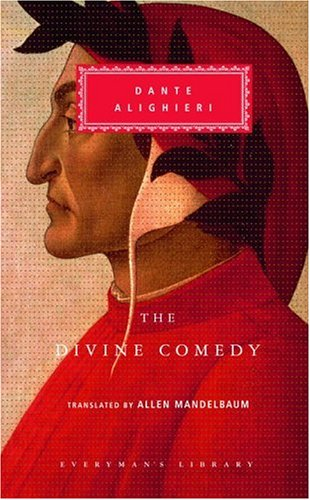 DANTE
ALIGHIERI
THE
DIVINE COMEDY
TRANSLATED BY ALLEN MANDELBAUM
EVERYMAN'S LIBRARY